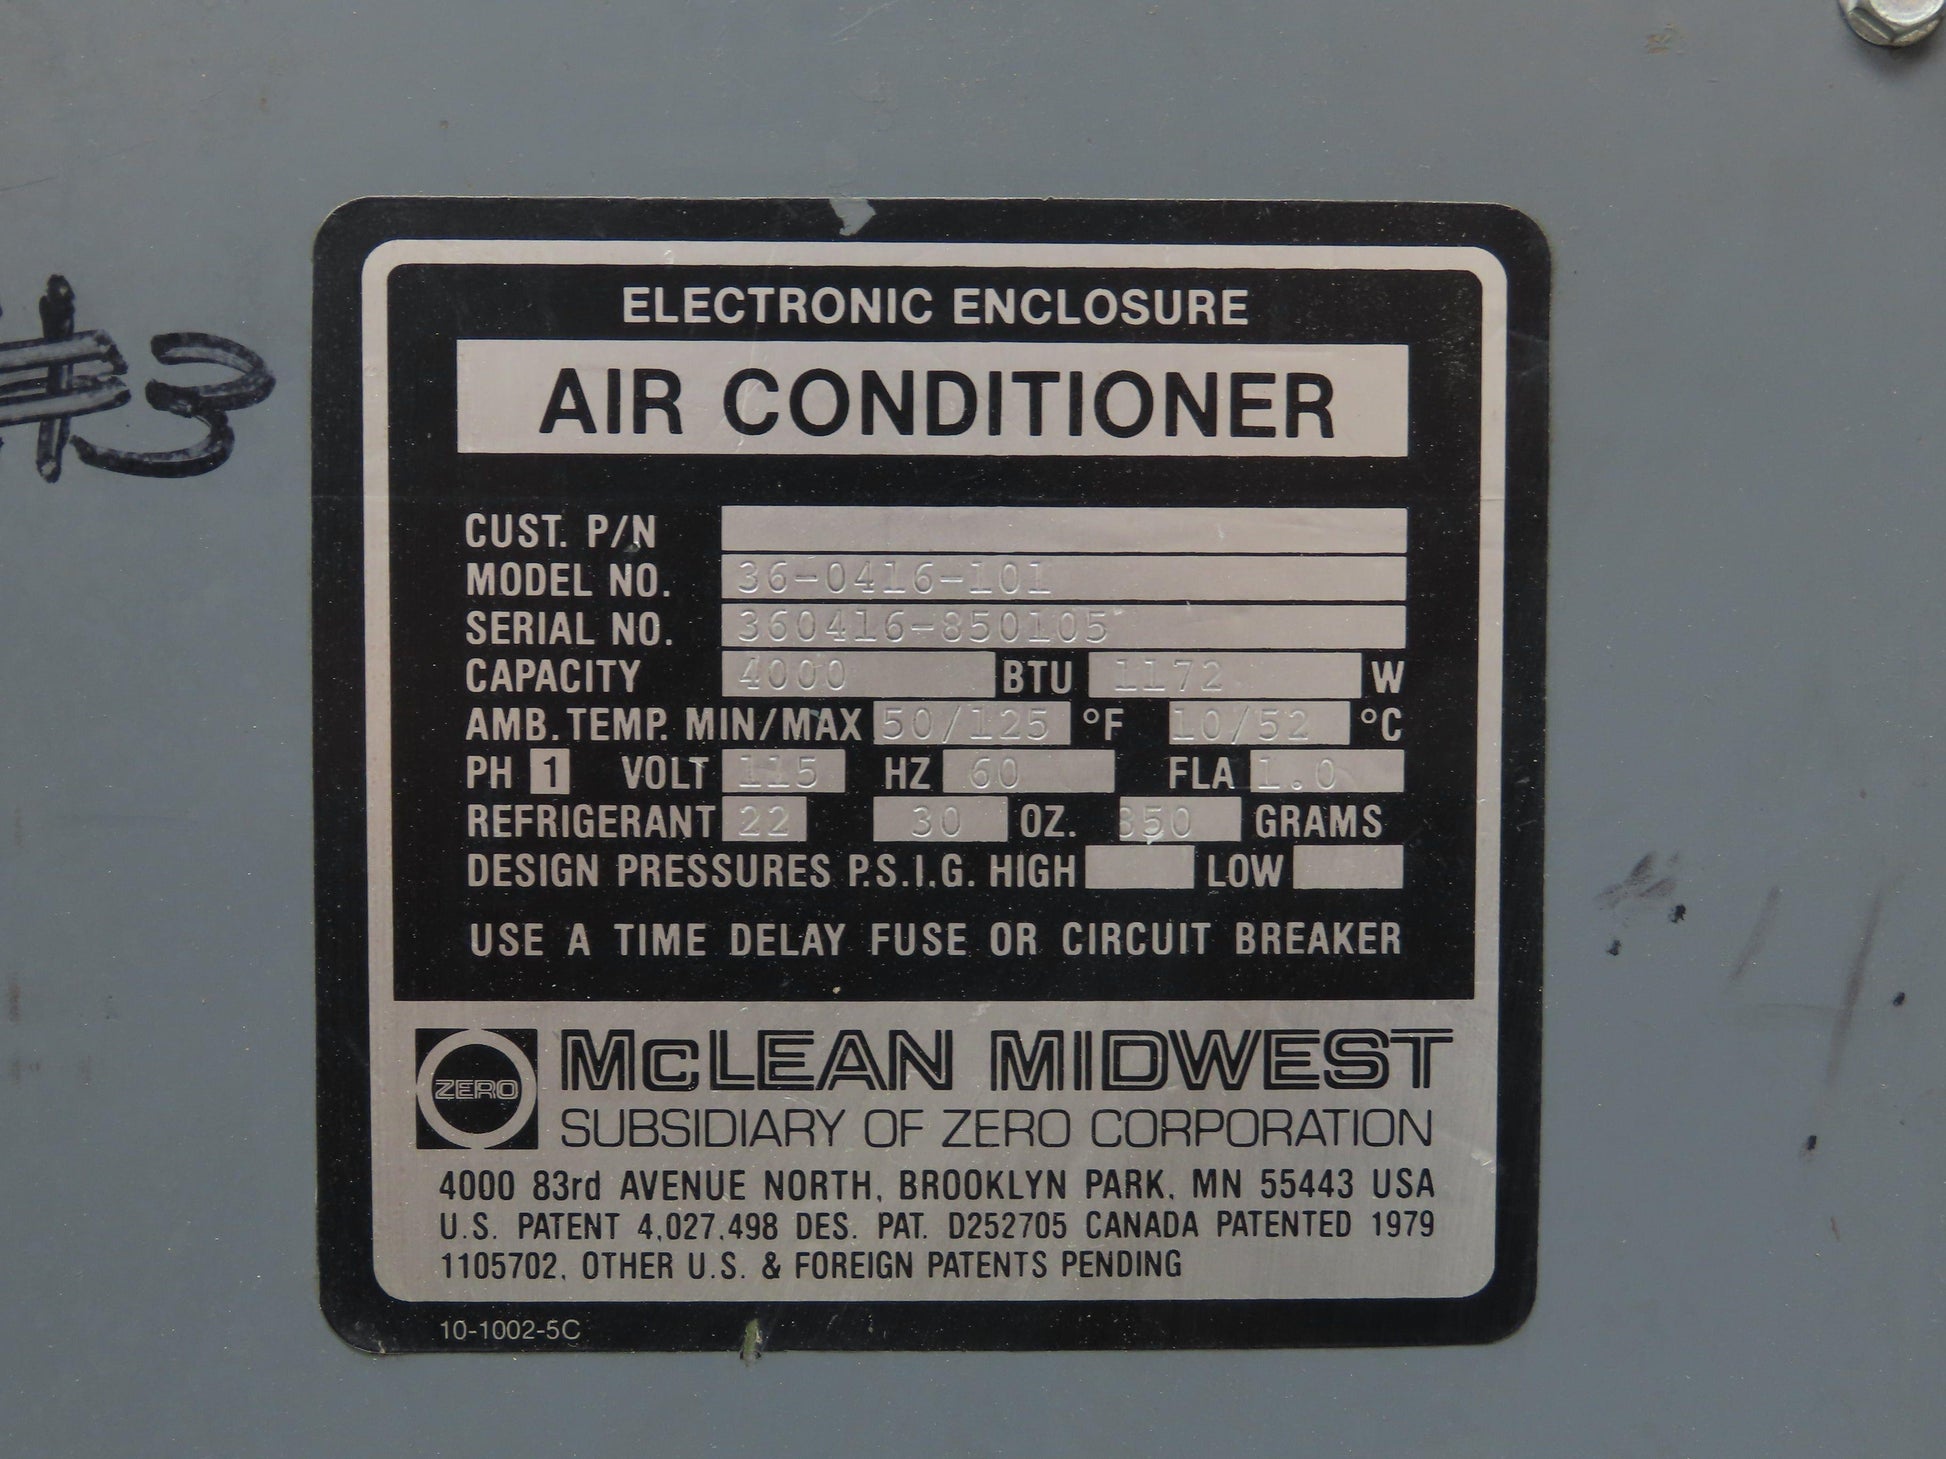 #3
ELECTRONIC ENCLOSURE
AIR CONDITIONER
CUST. P/N
MODEL NO. 36-0416-101
SERIAL NO. 360416-850105
CAPACITY 4000 BTU 1172 W
AMB. TEMP. MIN/MAX 50/125 °F 10/52 °C
PH 1 VOLT 115 HZ 60 FLA 1.0
REFRIGERANT 22 30 OZ. 850 GRAMS
DESIGN PRESSURES P.S.I.G. HIGH LOW
USE A TIME DELAY FUSE OR CIRCUIT BREAKER
ZERO McLEAN MIDWEST
SUBSIDIARY OF ZERO CORPORATION
4000 83rd AVENUE NORTH, BROOKLYN PARK, MN 55443 USA
U.S. PATENT 4,027,498 DES. PAT. D252705 CANADA PATENTED 1979
1105702, OTHER U.S. & FOREIGN PATENTS PENDING
10-1002-5C